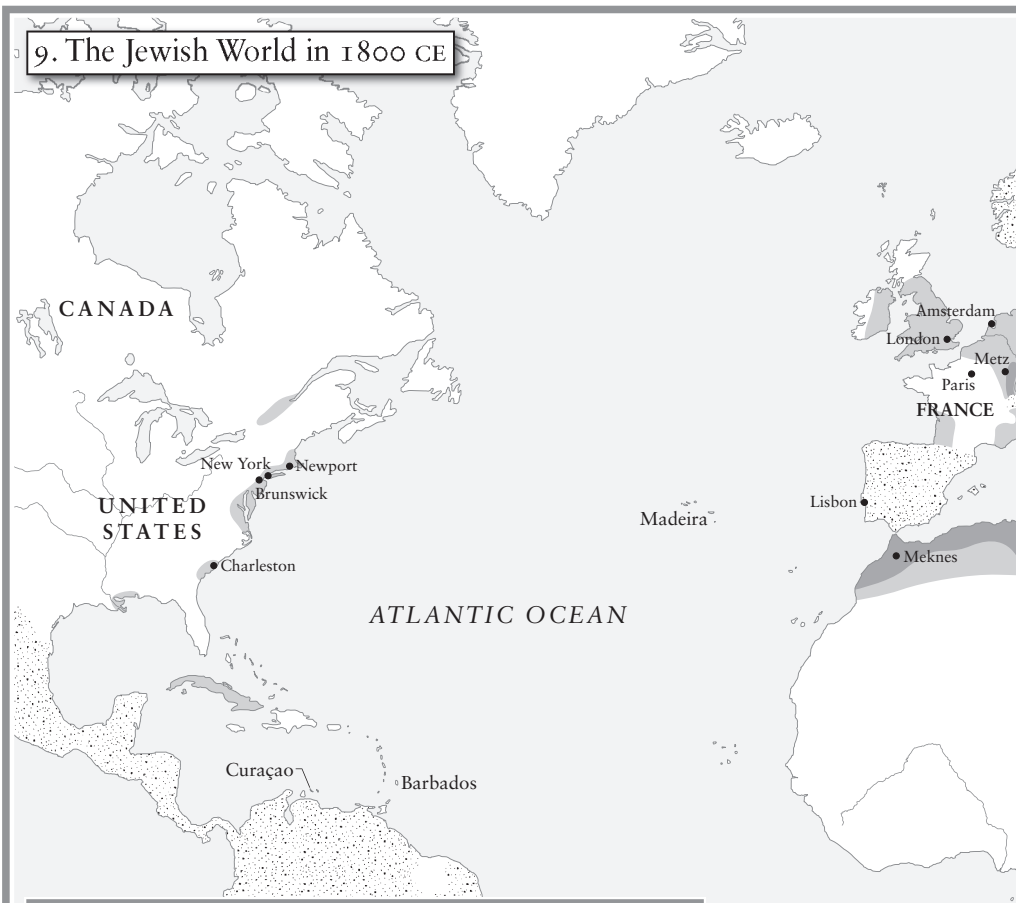 9. The Jewish World in 1800 CE
CANADA
Amsterdam
London
Metz
Paris
FRANCE
New York
Newport
Brunswick
UNITED
STATES
Lisbon
Madeira
Meknes
Charleston
ATLANTIC OCEAN
Curaçao
Barbados